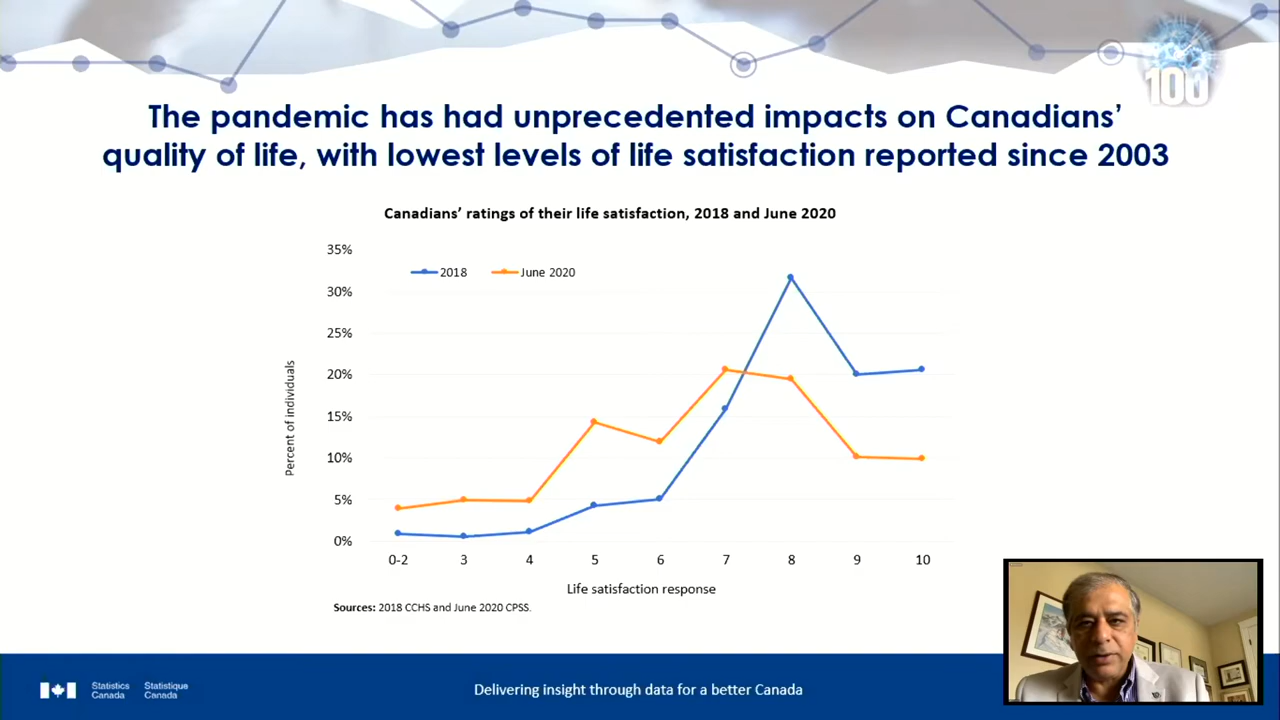 100
The pandemic has had unprecedented impacts on Canadians’
quality of life, with lowest levels of life satisfaction reported since 2003
Canadians’ ratings of their life satisfaction, 2018 and June 2020
35%
2018 June 2020
30%
25%
20%
15%
10%
5%
0%
Percent of individuals
0-2 3 4 5 6 7 8 9 10
Life satisfaction response
Sources: 2018 CCHS and June 2020 CPSS.
Statistics Statistique
Canada Canada
Delivering insight through data for a better Canada